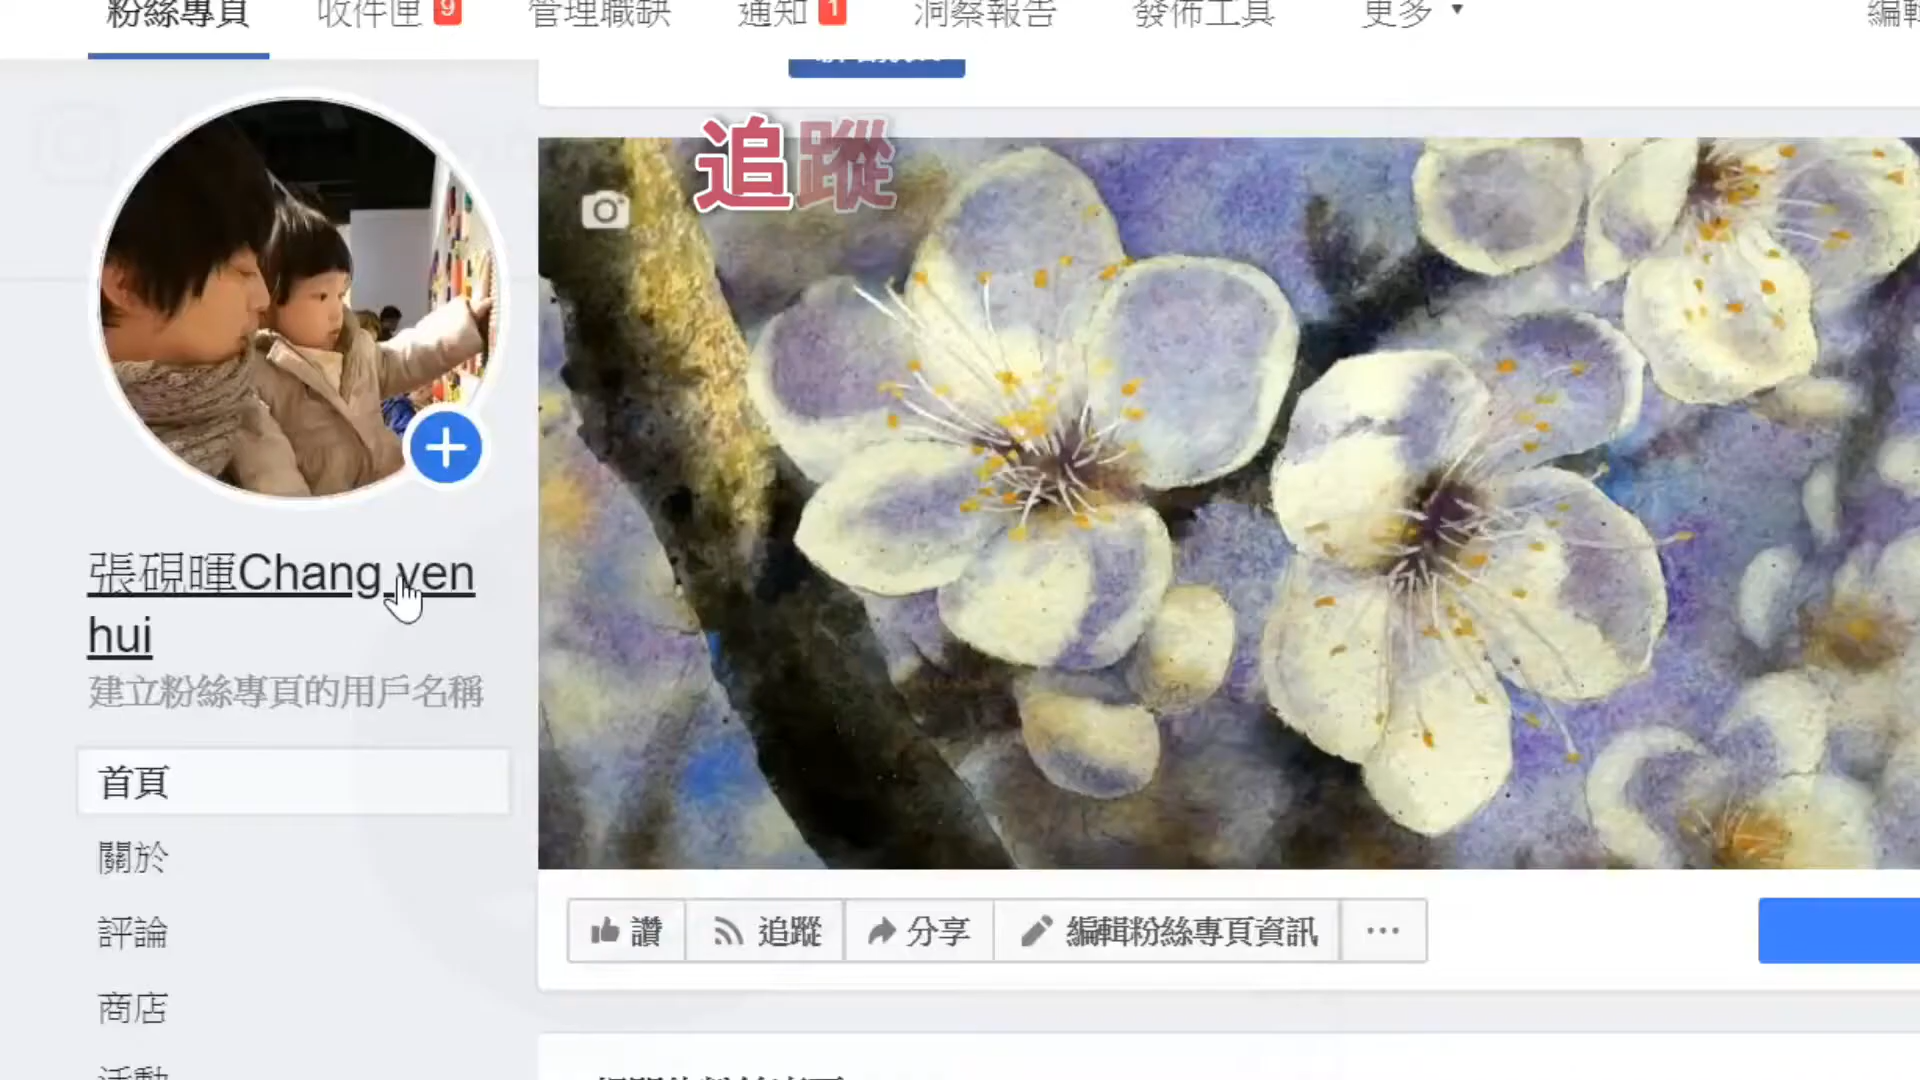 粉絲專頁 收件匣 9 管理職缺 通知 1 洞察報告 發佈工具 更多
追蹤
張硯暉Chang yen
hui
建立粉絲專頁的用戶名稱
首頁
關於
評論
商店
活動
讚 追蹤 分享 編輯粉絲專頁資訊